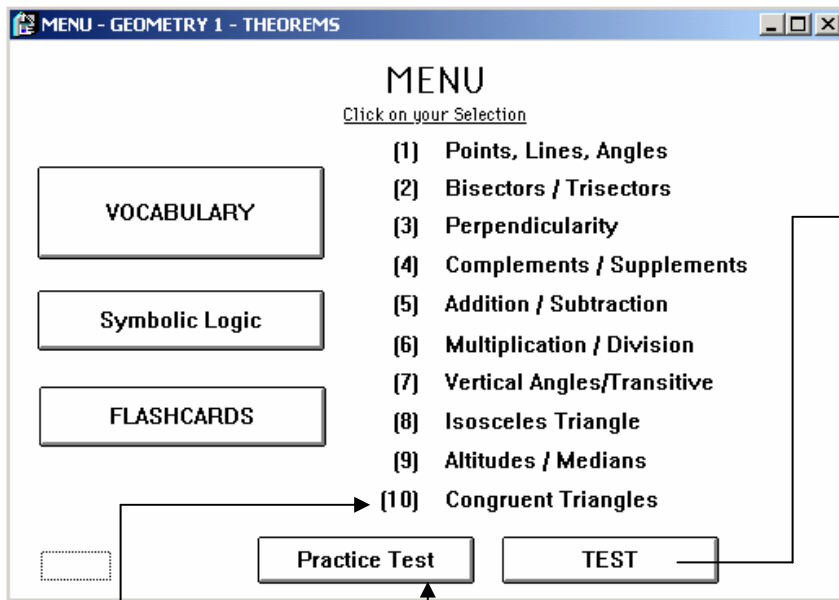 MENU - GEOMETRY 1 - THEOREMS
MENU
Click on your Selection
VOCABULARY
Symbolic Logic
FLASHCARDS
(1) Points, Lines, Angles
(2) Bisectors / Trisectors
(3) Perpendicularity
(4) Complements / Supplements
(5) Addition / Subtraction
(6) Multiplication / Division
(7) Vertical Angles/Transitive
(8) Isosceles Triangle
(9) Altitudes / Medians
(10) Congruent Triangles
Practice Test
TEST